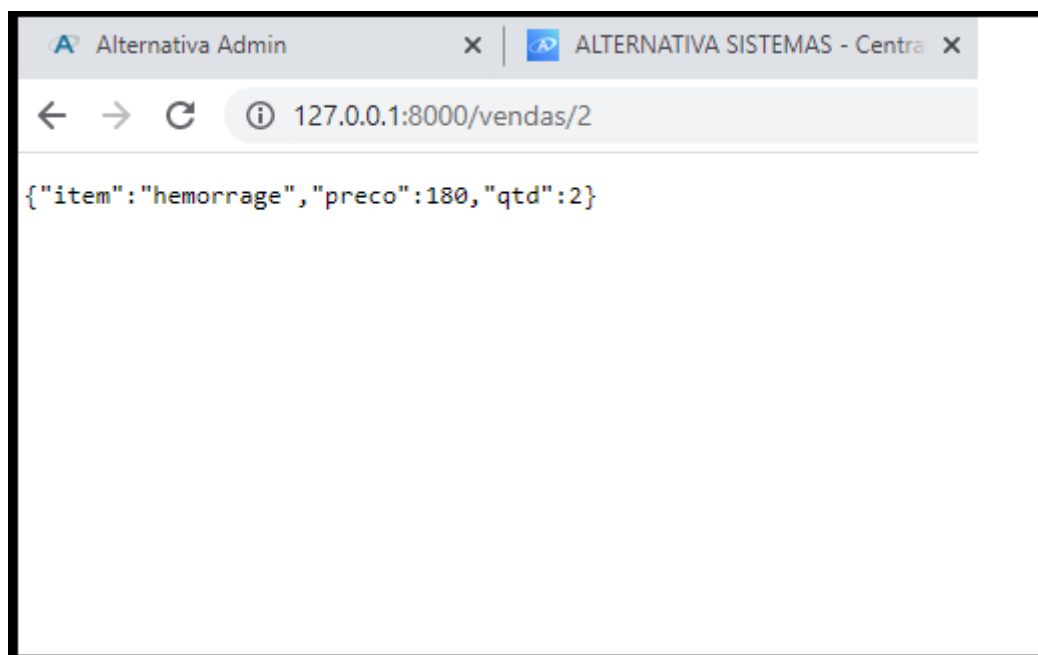 Alternativa Admin
ALTERNATIVA SISTEMAS - Centra
127.0.0.1:8000/vendas/2
{"item":"hemorrage","preco":180,"qtd":2}